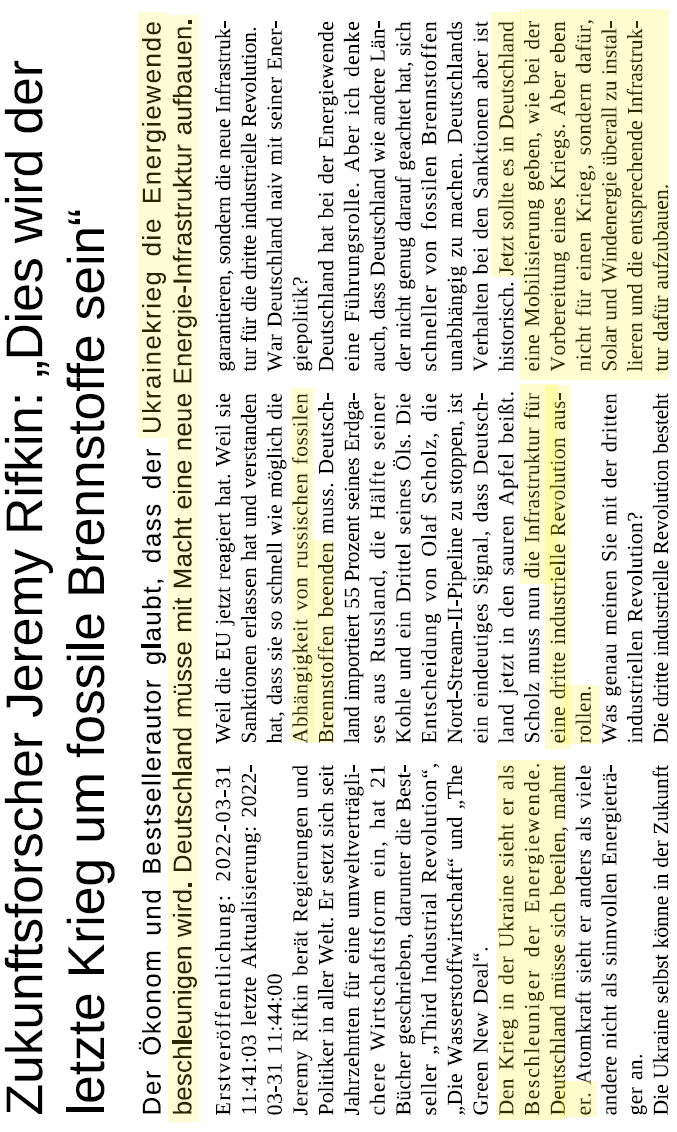 Zukunftsforscher Jeremy Rifkin: „Dies wird der
letzte Krieg um fossile Brennstoffe sein“
Der Ökonom und Bestsellerautor glaubt, dass der Ukrainekrieg die Energiewende
beschleunigen wird. Deutschland müsse mit Macht eine neue Energie-Infrastruktur aufbauen.
Erstveröffentlichung: 2022-03-31
11:41:03 letzte Aktualisierung: 2022-
03-31 11:44:00
Jeremy Rifkin berät Regierungen und
Politiker in aller Welt. Er setzt sich seit
Jahrzehnten für eine umweltverträgli-
chere Wirtschaftsform ein, hat 21
Bücher geschrieben, darunter die Best-
seller „Third Industrial Revolution“,
„Die Wasserstoffwirtschaft“ und „The
Green New Deal“.
Den Krieg in der Ukraine sieht er als
Beschleuniger der Energiewende.
Deutschland müsse sich beeilen, mahnt
er. Atomkraft sieht er anders als viele
andere nicht als sinnvollen Energieträ-
ger an.
Die Ukraine selbst könne in der Zukunft
Weil die EU jetzt reagiert hat. Weil sie
Sanktionen erlassen hat und verstanden
hat, dass sie so schnell wie möglich die
Abhängigkeit von russischen fossilen
Brennstoffen beenden muss. Deutsch-
land importiert 55 Prozent seines Erdga-
ses aus Russland, die Hälfte seiner
Kohle und ein Drittel seines Öls. Die
Entscheidung von Olaf Scholz, die
Nord-Stream-II-Pipeline zu stoppen, ist
ein eindeutiges Signal, dass Deutsch-
land jetzt in den sauren Apfel beißt.
Scholz muss nun die Infrastruktur für
eine dritte industrielle Revolution aus-
rollen.
Was genau meinen Sie mit der dritten
industriellen Revolution?
Die dritte industrielle Revolution besteht
garantieren, sondern die neue Infrastruk-
tur für die dritte industrielle Revolution.
War Deutschland naiv mit seiner Ener-
giepolitik?
Deutschland hat bei der Energiewende
eine Führungsrolle. Aber ich denke
auch, dass Deutschland wie andere Län-
der nicht genug darauf geachtet hat, sich
schneller von fossilen Brennstoffen
unabhängig zu machen. Deutschlands
Verhalten bei den Sanktionen aber ist
historisch. Jetzt sollte es in Deutschland
eine Mobilisierung geben, wie bei der
Vorbereitung eines Kriegs. Aber eben
nicht für einen Krieg, sondern dafür,
Solar und Windenergie überall zu instal-
lieren und die entsprechende Infrastruk-
tur dafür aufzubauen.